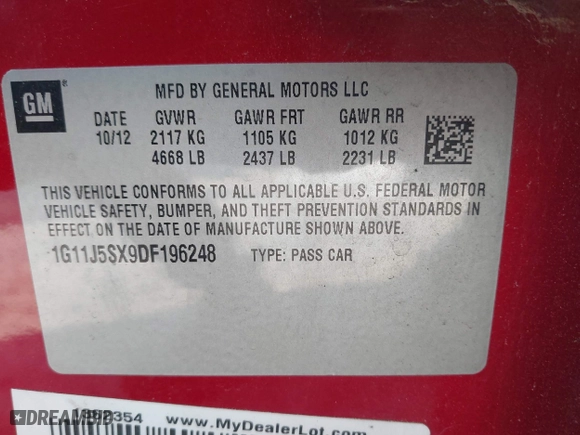 GM
®
MFD BY GENERAL MOTORS LLC
DATE GVWR GAWR FRT GAWR RR
10/12 2117 KG 1105 KG 1012 KG
4668 LB 2437 LB 2231 LB
THIS VEHICLE CONFORMS TO ALL APPLICABLE U.S. FEDERAL MOTOR
VEHICLE SAFETY, BUMPER, AND THEFT PREVENTION STANDARDS IN
EFFECT ON THE DATE OF MANUFACTURE SHOWN ABOVE.
1G11J5SX9DF196248 TYPE: PASS CAR
www.MyDealerLot.com
DREAMBID